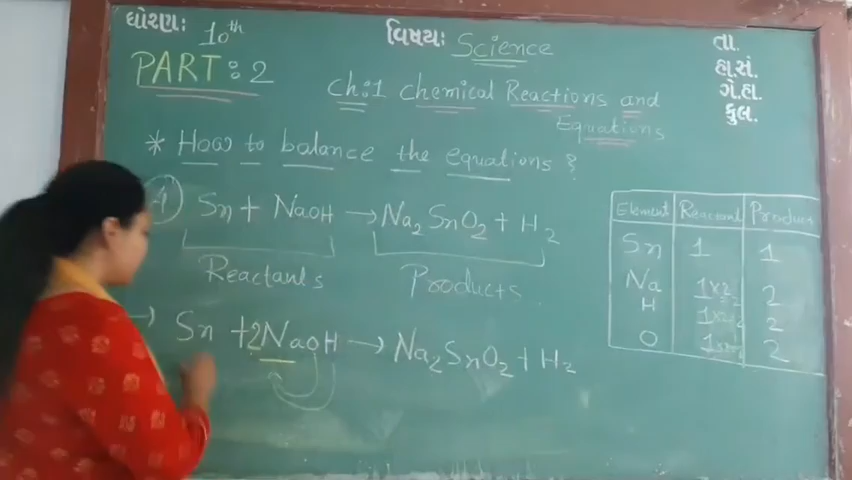 ધોરણ: 10th
વિષય: Science
તા.
હા.સં.
ગે.હા.
કુલ.
PART : 2
Ch:1 Chemical Reactions and
Equations
* How to balance the equations ?
Sn + NaOH → Na₂SnO₂ + H₂
Reactants
Products
→ Sn + 2NaOH → Na₂SnO₂ + H₂
Element Reactant Product
Sn 1 1
Na 1×2 2
H 2
O 1 2